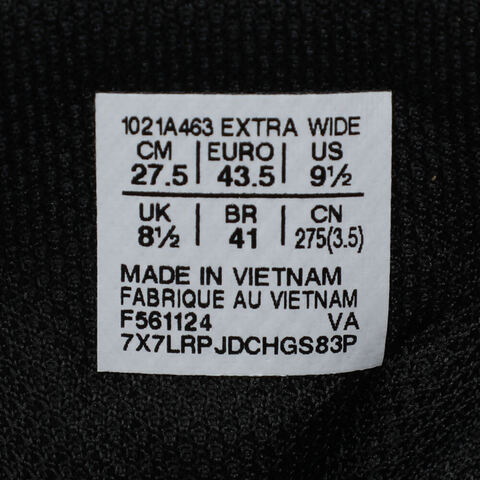 1021A463 EXTRA WIDE
CM EURO US
27.5 43.5 9½
UK BR CN
8½ 41 275(3.5)
MADE IN VIETNAM
FABRIQUE AU VIETNAM
F561124 VA
7X7LRPJDCHGS83P